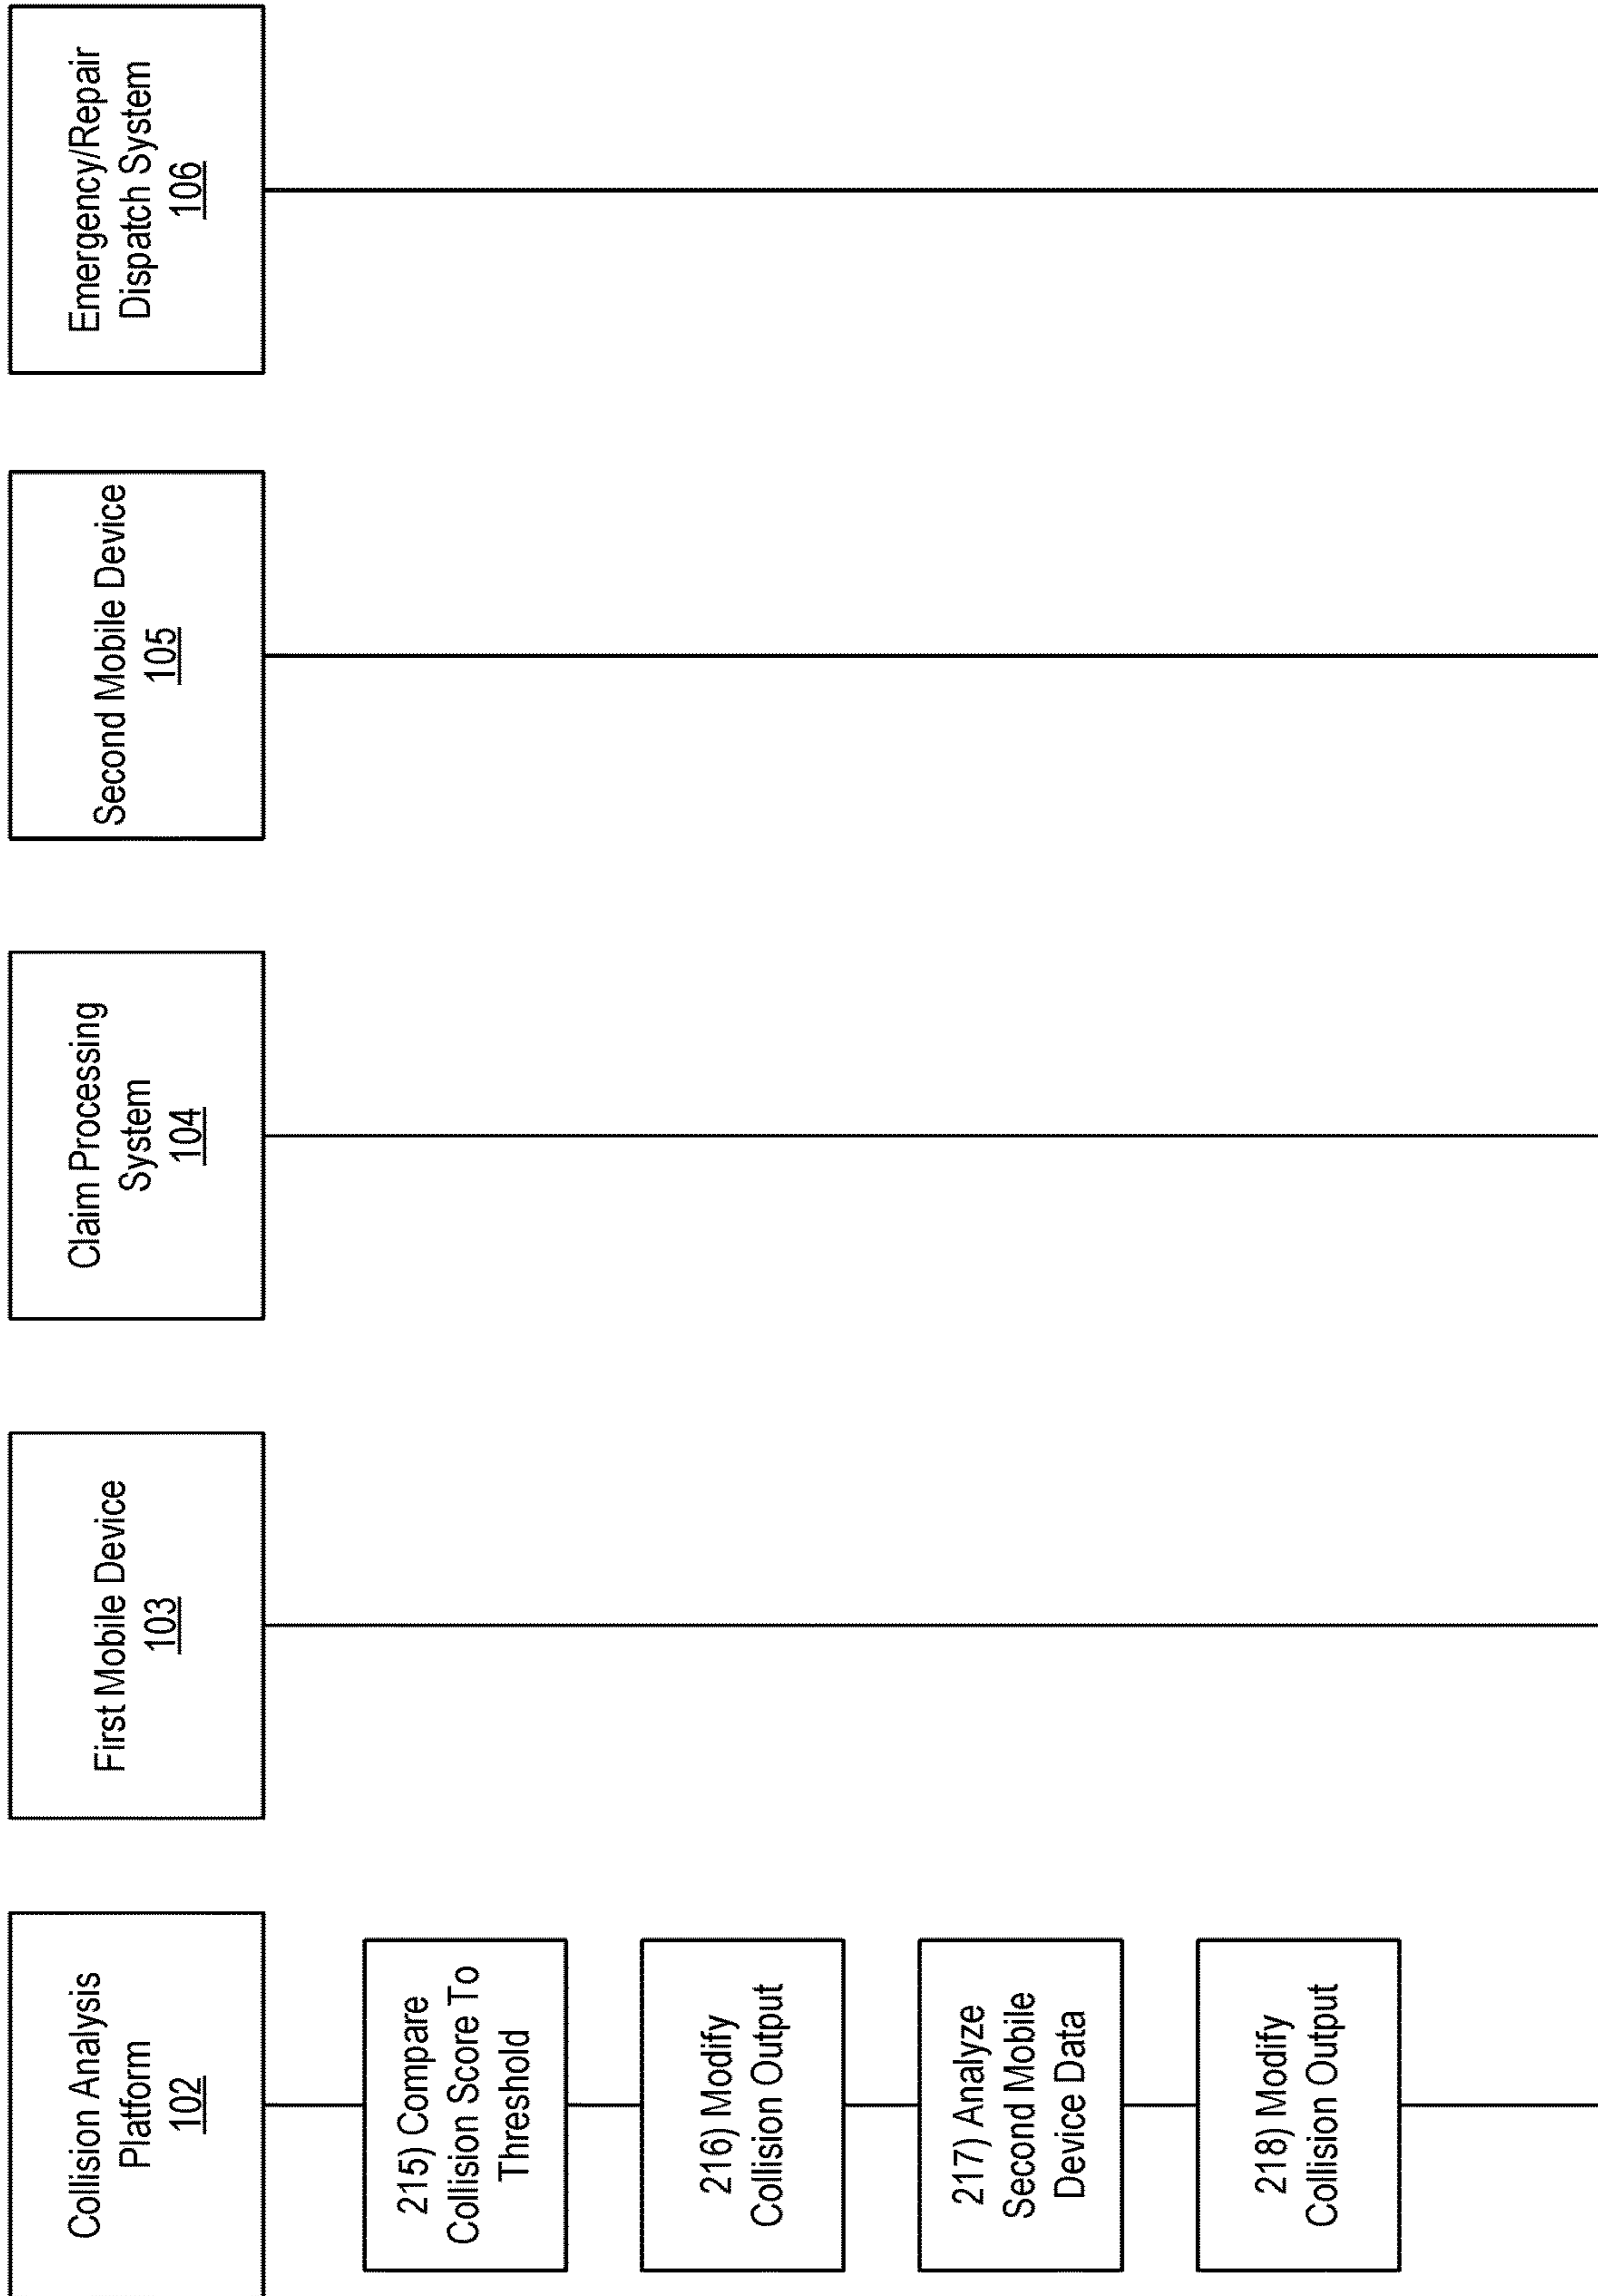 Collision Analysis
Platform
102
First Mobile Device
103
Claim Processing
System
104
Second Mobile Device
105
Emergency/Repair
Dispatch System
106
215) Compare
Collision Score To
Threshold
216) Modify
Collision Output
217) Analyze
Second Mobile
Device Data
218) Modify
Collision Output